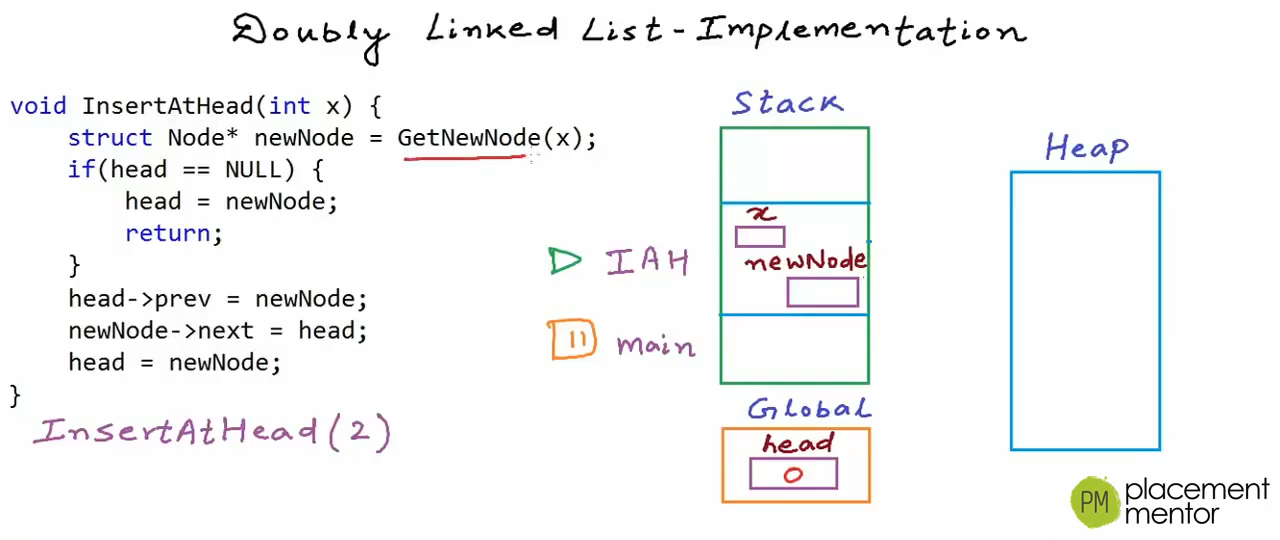 Doubly Linked List - Implementation
void InsertAtHead(int x) {
struct Node* newNode = GetNewNode(x);
if(head == NULL) {
head = newNode;
return;
}
head->prev = newNode;
newNode->next = head;
head = newNode;
}
InsertAtHead(2)
Stack
x
newNode
IAH
main
Global
head
0
Heap
PM
placement
mentor